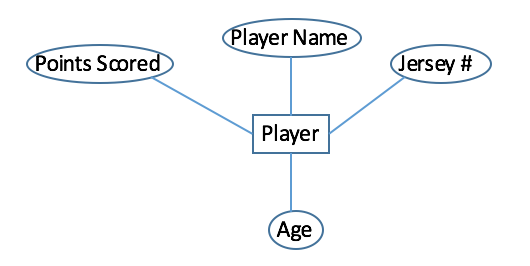 Player Name
Points Scored
Jersey #
Player
Age